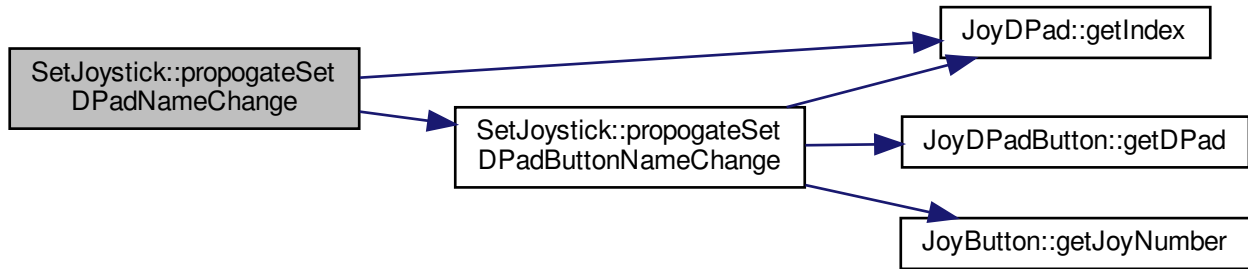 SetJoystick::propogateSet
DPadNameChange
JoyDPad::getIndex
SetJoystick::propogateSet
DPadButtonNameChange
JoyDPadButton::getDPad
JoyButton::getJoyNumber